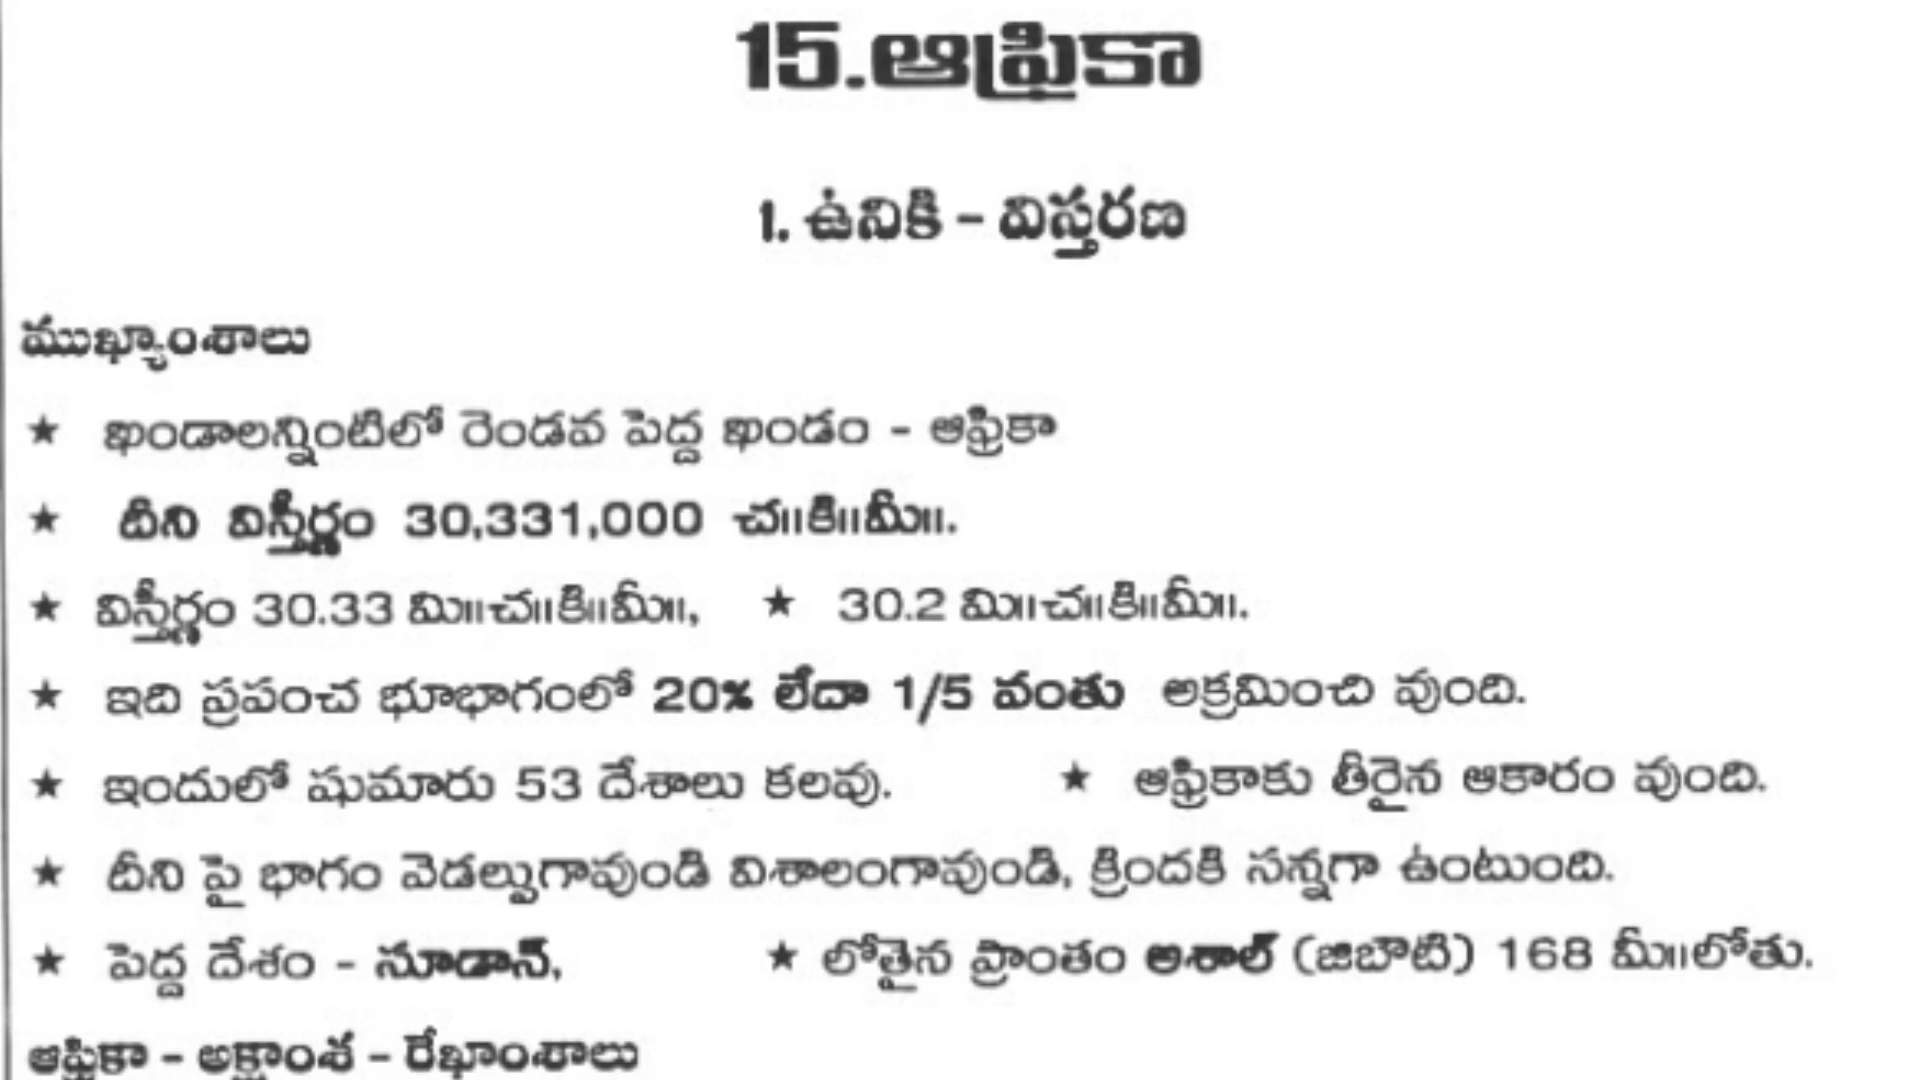 15.ఆఫ్రికా
1. ఉనికి - విస్తరణ
ముఖ్యాంశాలు
★ ఖండాలన్నింటిలో రెండవ పెద్ద ఖండం - ఆఫ్రికా
★ దీని విస్తీర్ణం 30,331,000 చ॥కి॥మీ॥.
★ విస్తీర్ణం 30.33 మి॥చ॥కి॥మీ॥, ★ 30.2 మి॥చ॥కి॥మీ॥.
★ ఇది ప్రపంచ భూభాగంలో 20% లేదా 1/5 వంతు అక్రమించి వుంది.
★ ఇందులో షుమారు 53 దేశాలు కలవు. ★ ఆఫ్రికాకు తీరైన ఆకారం వుంది.
★ దీని పై భాగం వెడల్పుగావుండి విశాలంగావుండి, క్రిందకి సన్నగా ఉంటుంది.
★ పెద్ద దేశం - సూడాన్, ★ లోతైన ప్రాంతం అశాల్ (జిబౌటి) 168 మీ॥లోతు.
ఆఫ్రికా - అక్షాంశ - రేఖాంశాలు